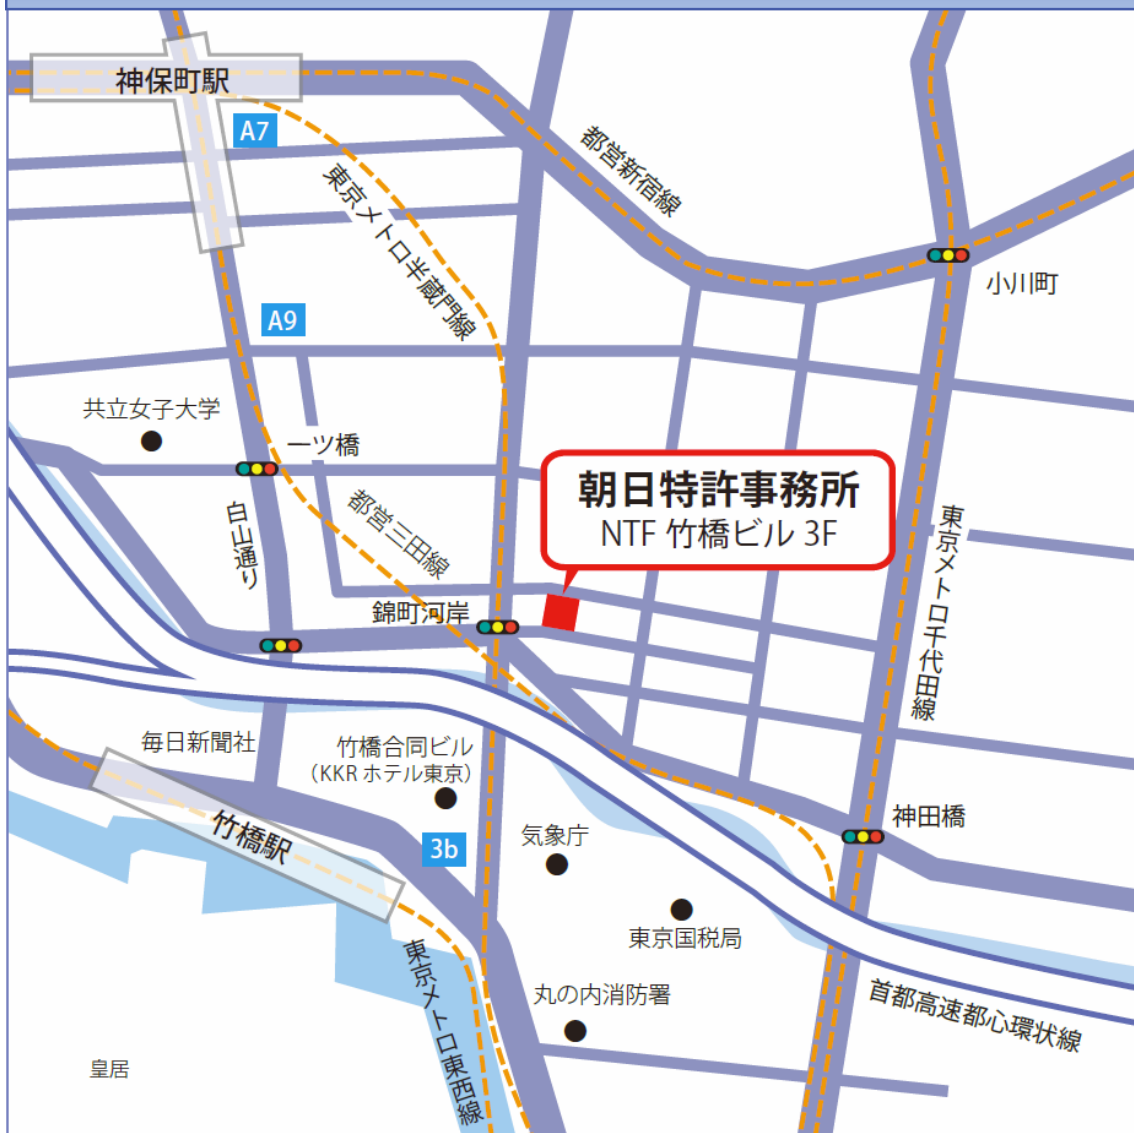 神保町駅
A7
都営新宿線
東京メトロ半蔵門線
小川町
A9
共立女子大学
一ツ橋
朝日特許事務所
NTF 竹橋ビル 3F
白山通り
都営三田線
東京メトロ千代田線
錦町河岸
毎日新聞社
竹橋合同ビル
（KKR ホテル東京）
竹橋駅
3b
気象庁
神田橋
東京国税局
丸の内消防署
東京メトロ東西線
首都高速都心環状線
皇居